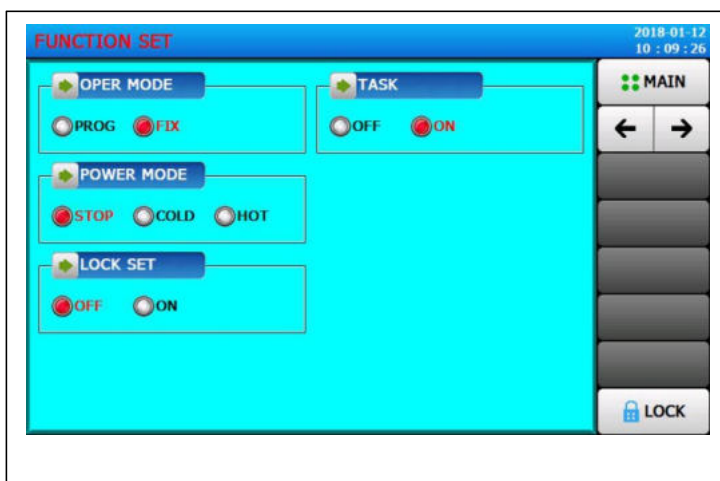 FUNCTION SET
2018-01-12
10 : 09 : 26
OPER MODE
PROG FIX
TASK
OFF ON
POWER MODE
STOP COLD HOT
LOCK SET
OFF ON
MAIN
← →
LOCK